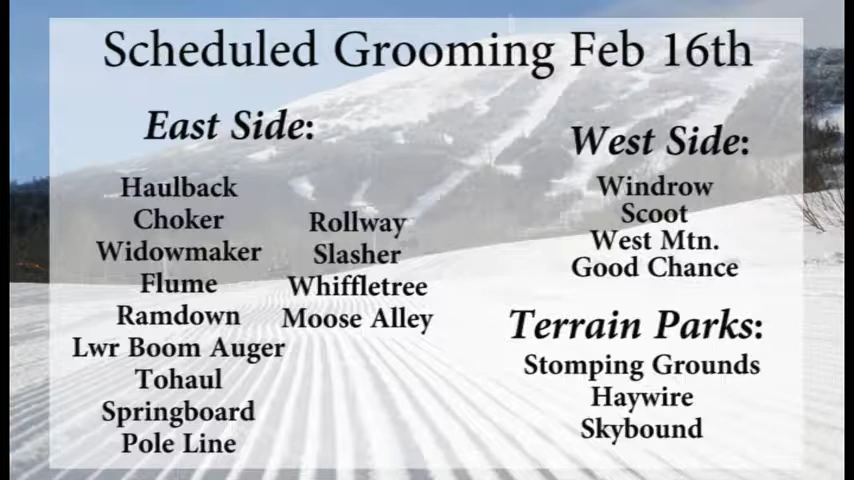 Scheduled Grooming Feb 16th
East Side:
Haulback
Choker
Widowmaker
Flume
Ramdown
Lwr Boom Auger
Tohaul
Springboard
Pole Line
Rollway
Slasher
Whiffletree
Moose Alley
West Side:
Windrow
Scoot
West Mtn.
Good Chance
Terrain Parks:
Stomping Grounds
Haywire
Skybound